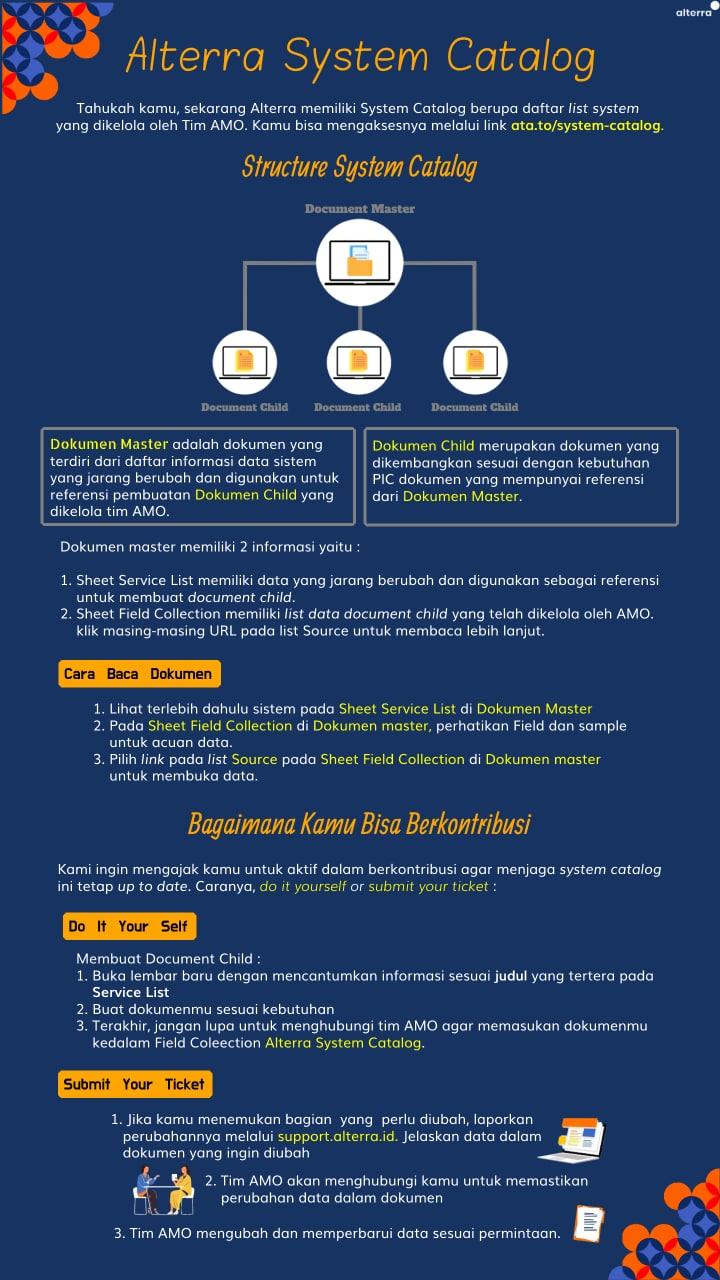 alterra
Alterra System Catalog
Tahukah kamu, sekarang Alterra memiliki System Catalog berupa daftar list system
yang dikelola oleh Tim AMO. Kamu bisa mengaksesnya melalui link ata.to/system-catalog.
Structure System Catalog
Document Master
Document Child
Document Child
Document Child
Dokumen Master adalah dokumen yang
terdiri dari daftar informasi data sistem
yang jarang berubah dan digunakan untuk
referensi pembuatan Dokumen Child yang
dikelola tim AMO.
Dokumen Child merupakan dokumen yang
dikembangkan sesuai dengan kebutuhan
PIC dokumen yang mempunyai referensi
dari Dokumen Master.
Dokumen master memiliki 2 informasi yaitu :
1. Sheet Service List memiliki data yang jarang berubah dan digunakan sebagai referensi
untuk membuat document child.
2. Sheet Field Collection memiliki list data document child yang telah dikelola oleh AMO.
klik masing-masing URL pada list Source untuk membaca lebih lanjut.
Cara Baca Dokumen
1. Lihat terlebih dahulu sistem pada Sheet Service List di Dokumen Master
2. Pada Sheet Field Collection di Dokumen master, perhatikan Field dan sample
untuk acuan data.
3. Pilih link pada list Source pada Sheet Field Collection di Dokumen master
untuk membuka data.
Bagaimana Kamu Bisa Berkontribusi
Kami ingin mengajak kamu untuk aktif dalam berkontribusi agar menjaga system catalog
ini tetap up to date. Caranya, do it yourself or submit your ticket :
Do It Your Self
Membuat Document Child :
1. Buka lembar baru dengan mencantumkan informasi sesuai judul yang tertera pada
Service List
2. Buat dokumenmu sesuai kebutuhan
3. Terakhir, jangan lupa untuk menghubungi tim AMO agar memasukan dokumenmu
kedalam Field Coleection Alterra System Catalog.
Submit Your Ticket
1. Jika kamu menemukan bagian yang perlu diubah, laporkan
perubahannya melalui support.alterra.id. Jelaskan data dalam
dokumen yang ingin diubah
2. Tim AMO akan menghubungi kamu untuk memastikan
perubahan data dalam dokumen
3. Tim AMO mengubah dan memperbarui data sesuai permintaan.